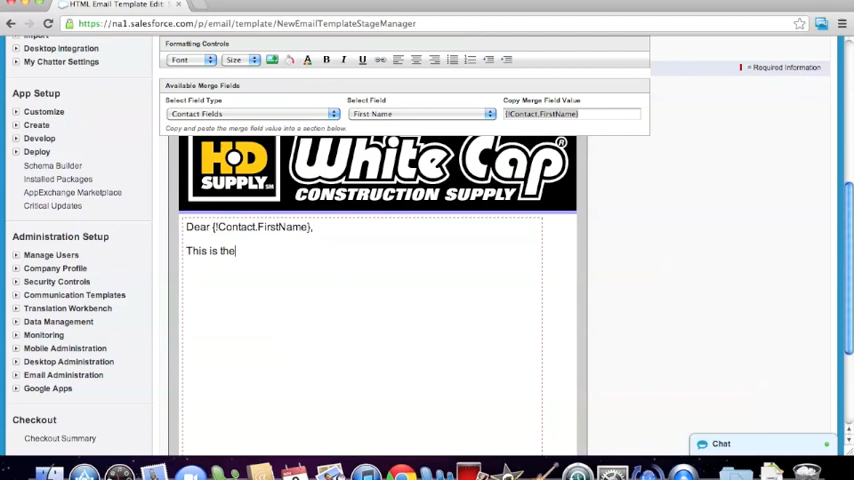 HTML Email Template Edit: E
https://na1.salesforce.com/p/email/template/NewEmailTemplateStageManager
Import
Desktop Integration
My Chatter Settings
App Setup
Customize
Create
Develop
Deploy
Schema Builder
Installed Packages
AppExchange Marketplace
Critical Updates
Administration Setup
Manage Users
Company Profile
Security Controls
Communication Templates
Translation Workbench
Data Management
Monitoring
Mobile Administration
Desktop Administration
Email Administration
Google Apps
Checkout
Checkout Summary
Formatting Controls
Font Size A B I U
Available Merge Fields
Select Field Type Select Field Copy Merge Field Value
Contact Fields First Name {!Contact.FirstName}
Copy and paste the merge field value into a section below.
= Required Information
HD SUPPLY SM
White Cap®
CONSTRUCTION SUPPLY
Dear {!Contact.FirstName},
This is the
Chat